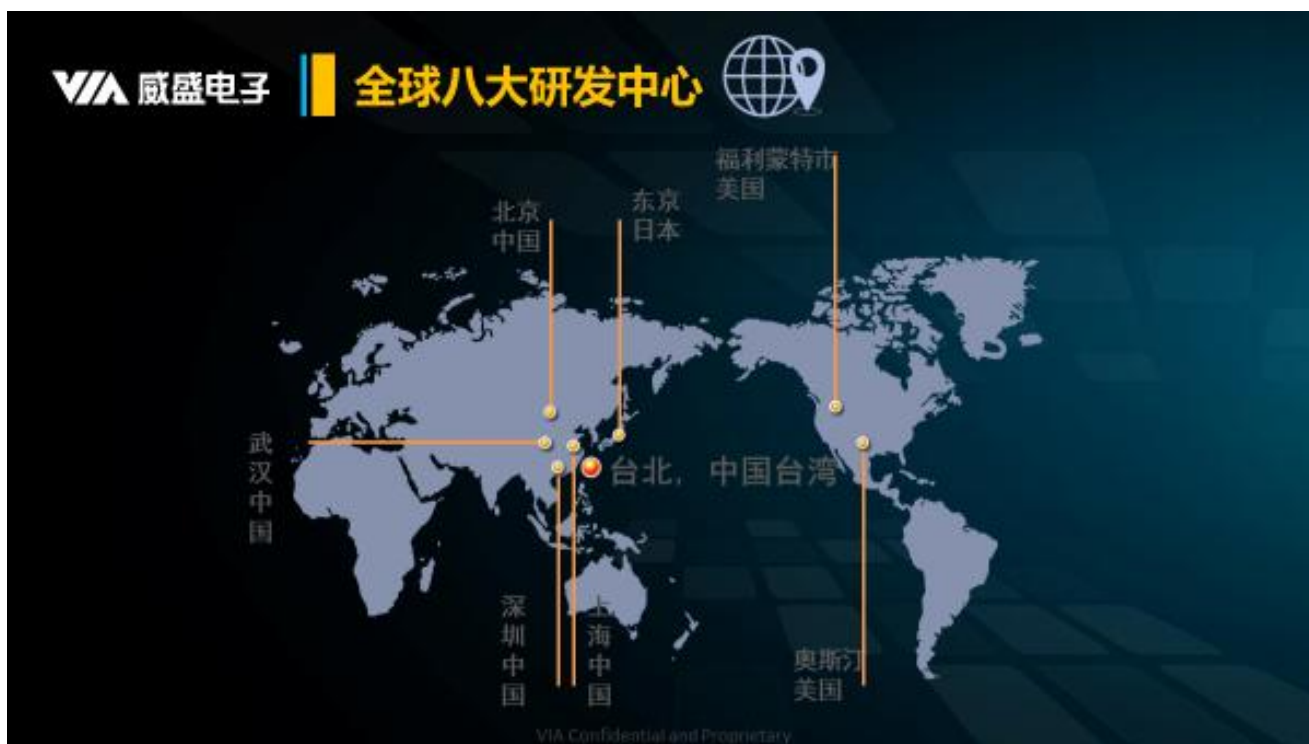 VIA 威盛电子 全球八大研发中心
福利蒙特市
美国
北京
中国
东京
日本
武汉中国
台北，中国台湾
深圳中国
上海中国
奥斯汀
美国
VIA Confidential and Proprietary